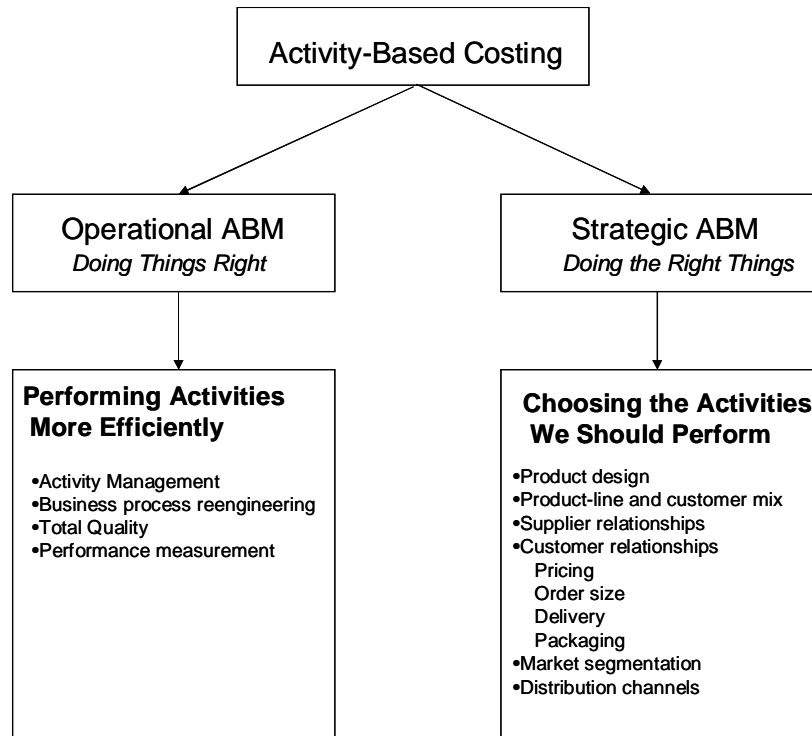 Activity-Based Costing
Operational ABM
Doing Things Right
Strategic ABM
Doing the Right Things
Performing Activities
More Efficiently
•Activity Management
•Business process reengineering
•Total Quality
•Performance measurement
Choosing the Activities
We Should Perform
•Product design
•Product-line and customer mix
•Supplier relationships
•Customer relationships
Pricing
Order size
Delivery
Packaging
•Market segmentation
•Distribution channels